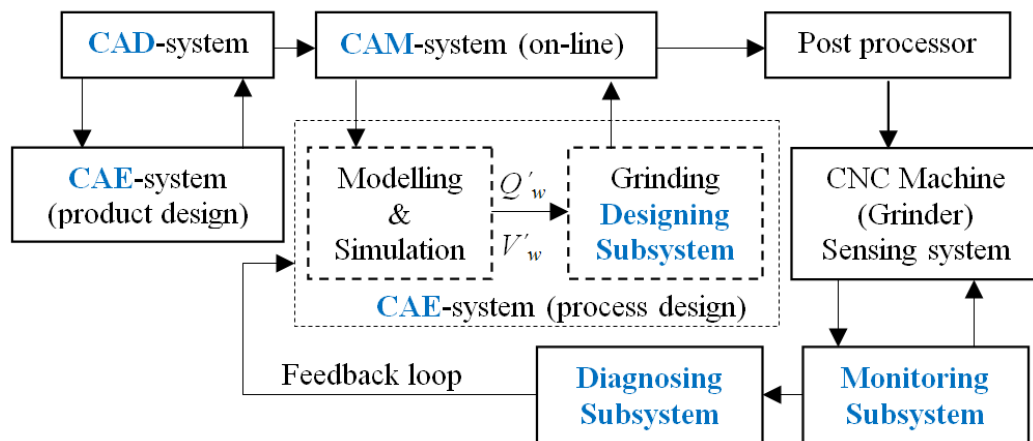 CAD-system
CAM-system (on-line)
Post processor
CAE-system
(product design)
Modelling
&
Simulation
Q′w
V′w
Grinding
Designing
Subsystem
CAE-system (process design)
CNC Machine
(Grinder)
Sensing system
Feedback loop
Diagnosing
Subsystem
Monitoring
Subsystem